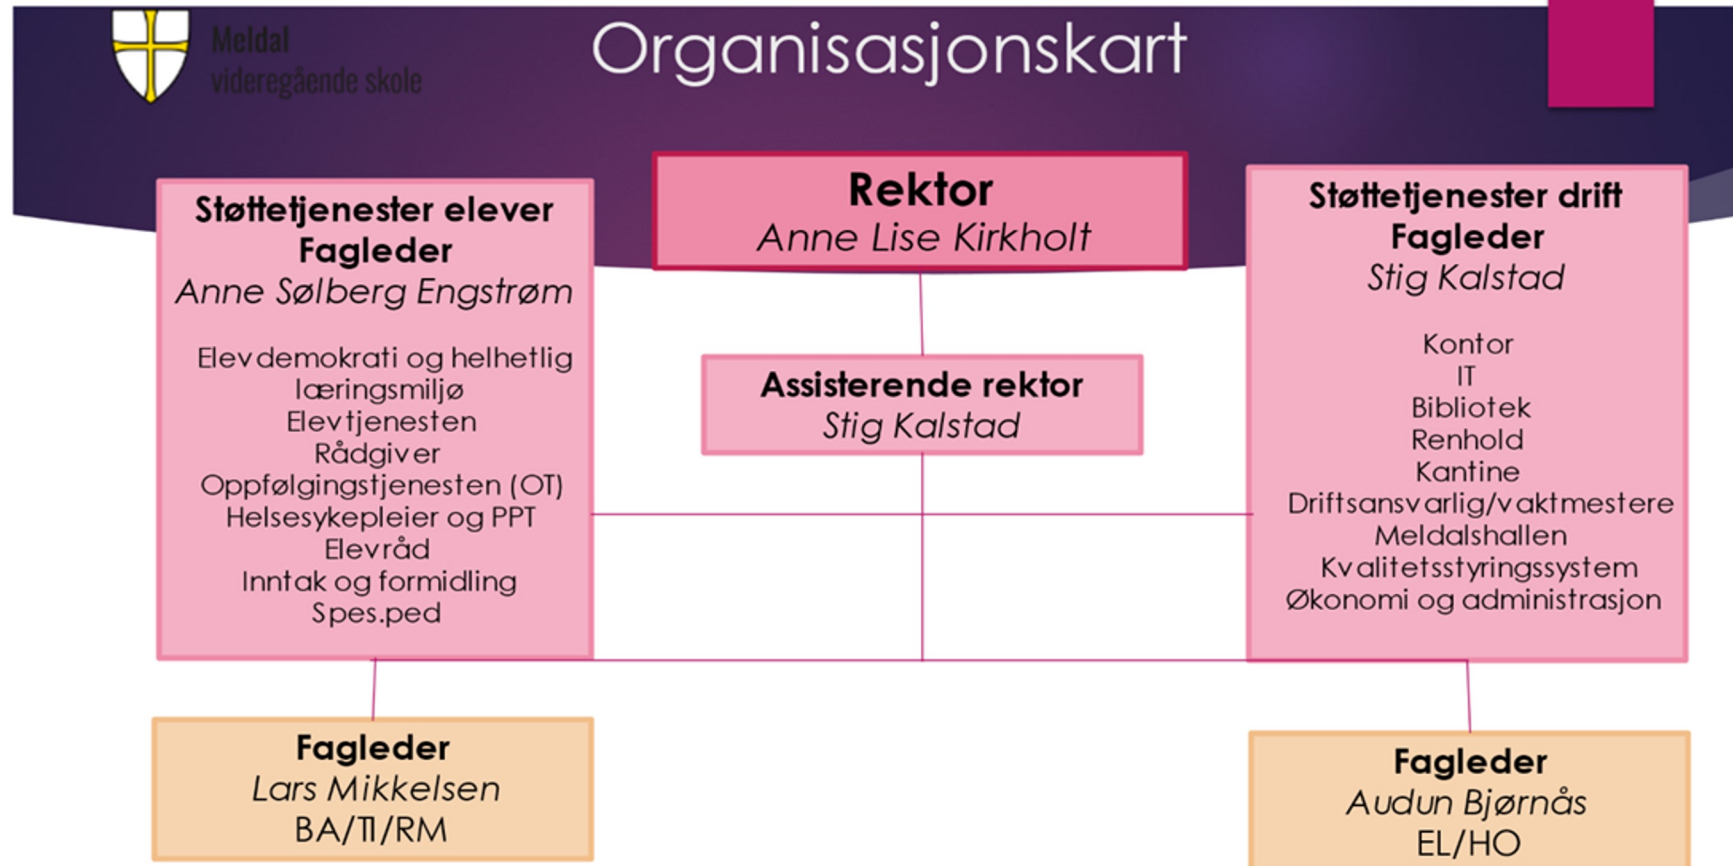 Meldal
videregående skole
Organisasjonskart
Rektor
Anne Lise Kirkholt
Støttetjenester elever
Fagleder
Anne Sølberg Engstrøm
Elevdemokrati og helhetlig
læringsmiljø
Elevtjenesten
Rådgiver
Oppfølgingstjenesten (OT)
Helsesykepleier og PPT
Elevråd
Inntak og formidling
Spes.ped
Assisterende rektor
Stig Kalstad
Støttetjenester drift
Fagleder
Stig Kalstad
Kontor
IT
Bibliotek
Renhold
Kantine
Driftsansvarlig/vaktmestere
Meldalshallen
Kvalitetsstyringssystem
Økonomi og administrasjon
Fagleder
Lars Mikkelsen
BA/TI/RM
Fagleder
Audun Bjørnås
EL/HO